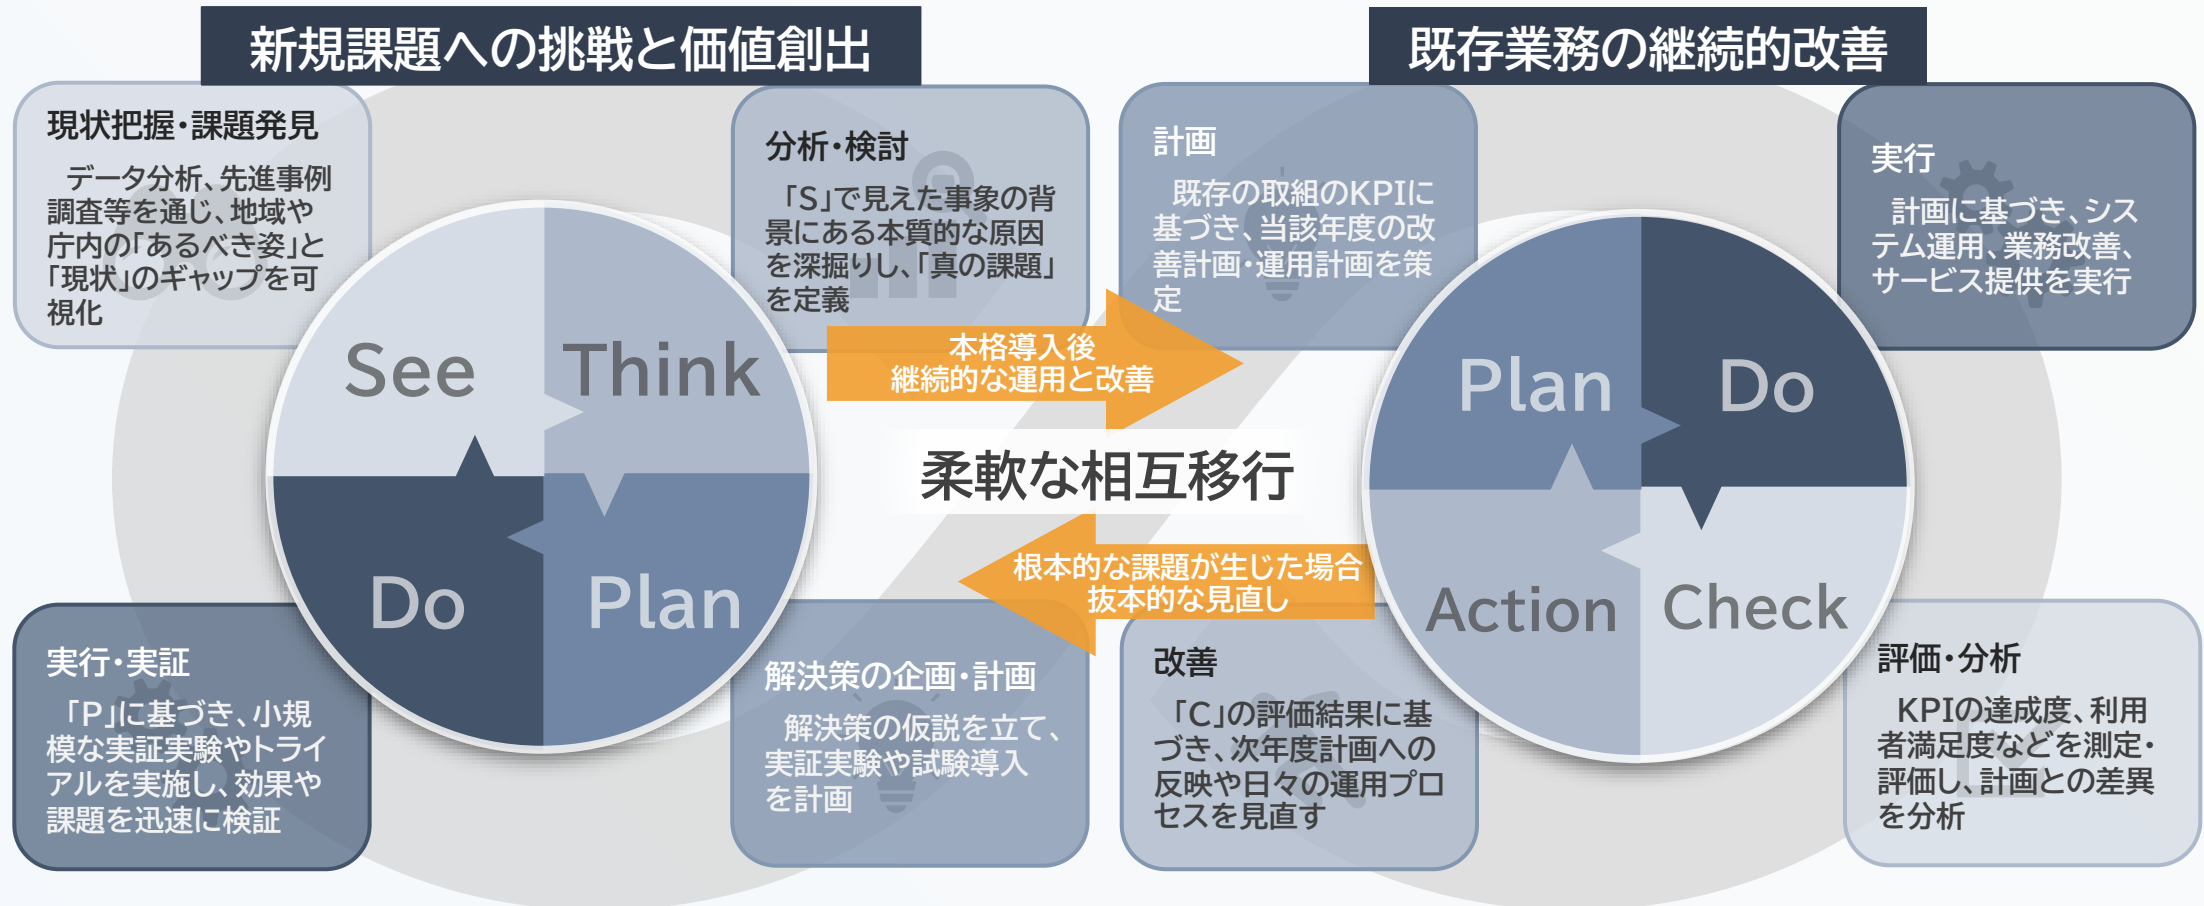 新規課題への挑戦と価値創出
現状把握・課題発見
データ分析、先進事例
調査等を通じ、地域や
庁内の「あるべき姿」と
「現状」のギャップを可
視化
分析・検討
「S」で見えた事象の背
景にある本質的な原因
を深掘りし、「真の課題」
を定義
See
Think
Do
Plan
実行・実証
「P」に基づき、小規
模な実証実験やトライ
アルを実施し、効果や
課題を迅速に検証
解決策の企画・計画
解決策の仮説を立て、
実証実験や試験導入
を計画
本格導入後
継続的な運用と改善
柔軟な相互移行
根本的な課題が生じた場合
抜本的な見直し
既存業務の継続的改善
計画
既存の取組のKPIに
基づき、当該年度の改
善計画・運用計画を策
定
実行
計画に基づき、シス
テム運用、業務改善、
サービス提供を実行
Plan
Do
Action
Check
改善
「C」の評価結果に基
づき、次年度計画への
反映や日々の運用プロ
セスを見直す
評価・分析
KPIの達成度、利用
者満足度などを測定・
評価し、計画との差異
を分析